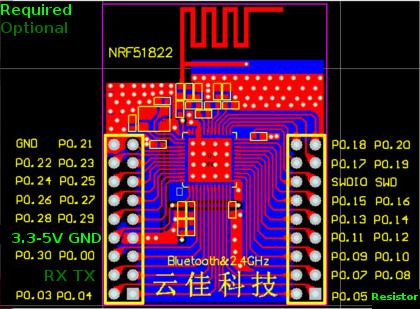 Required
Optional
NRF51822
GND P0.21
P0.22 P0.23
P0.24 P0.25
P0.26 P0.27
P0.28 P0.29
3.3-5V GND
P0.30 P0.00
RX TX
P0.03 P0.04
P0.18 P0.20
P0.17 P0.19
SWDIO SWD
P0.15 P0.16
P0.13 P0.14
P0.11 P0.12
P0.09 P0.10
P0.07 P0.08
P0.05 Resistor
Bluetooth&2.4GHz
云佳科技